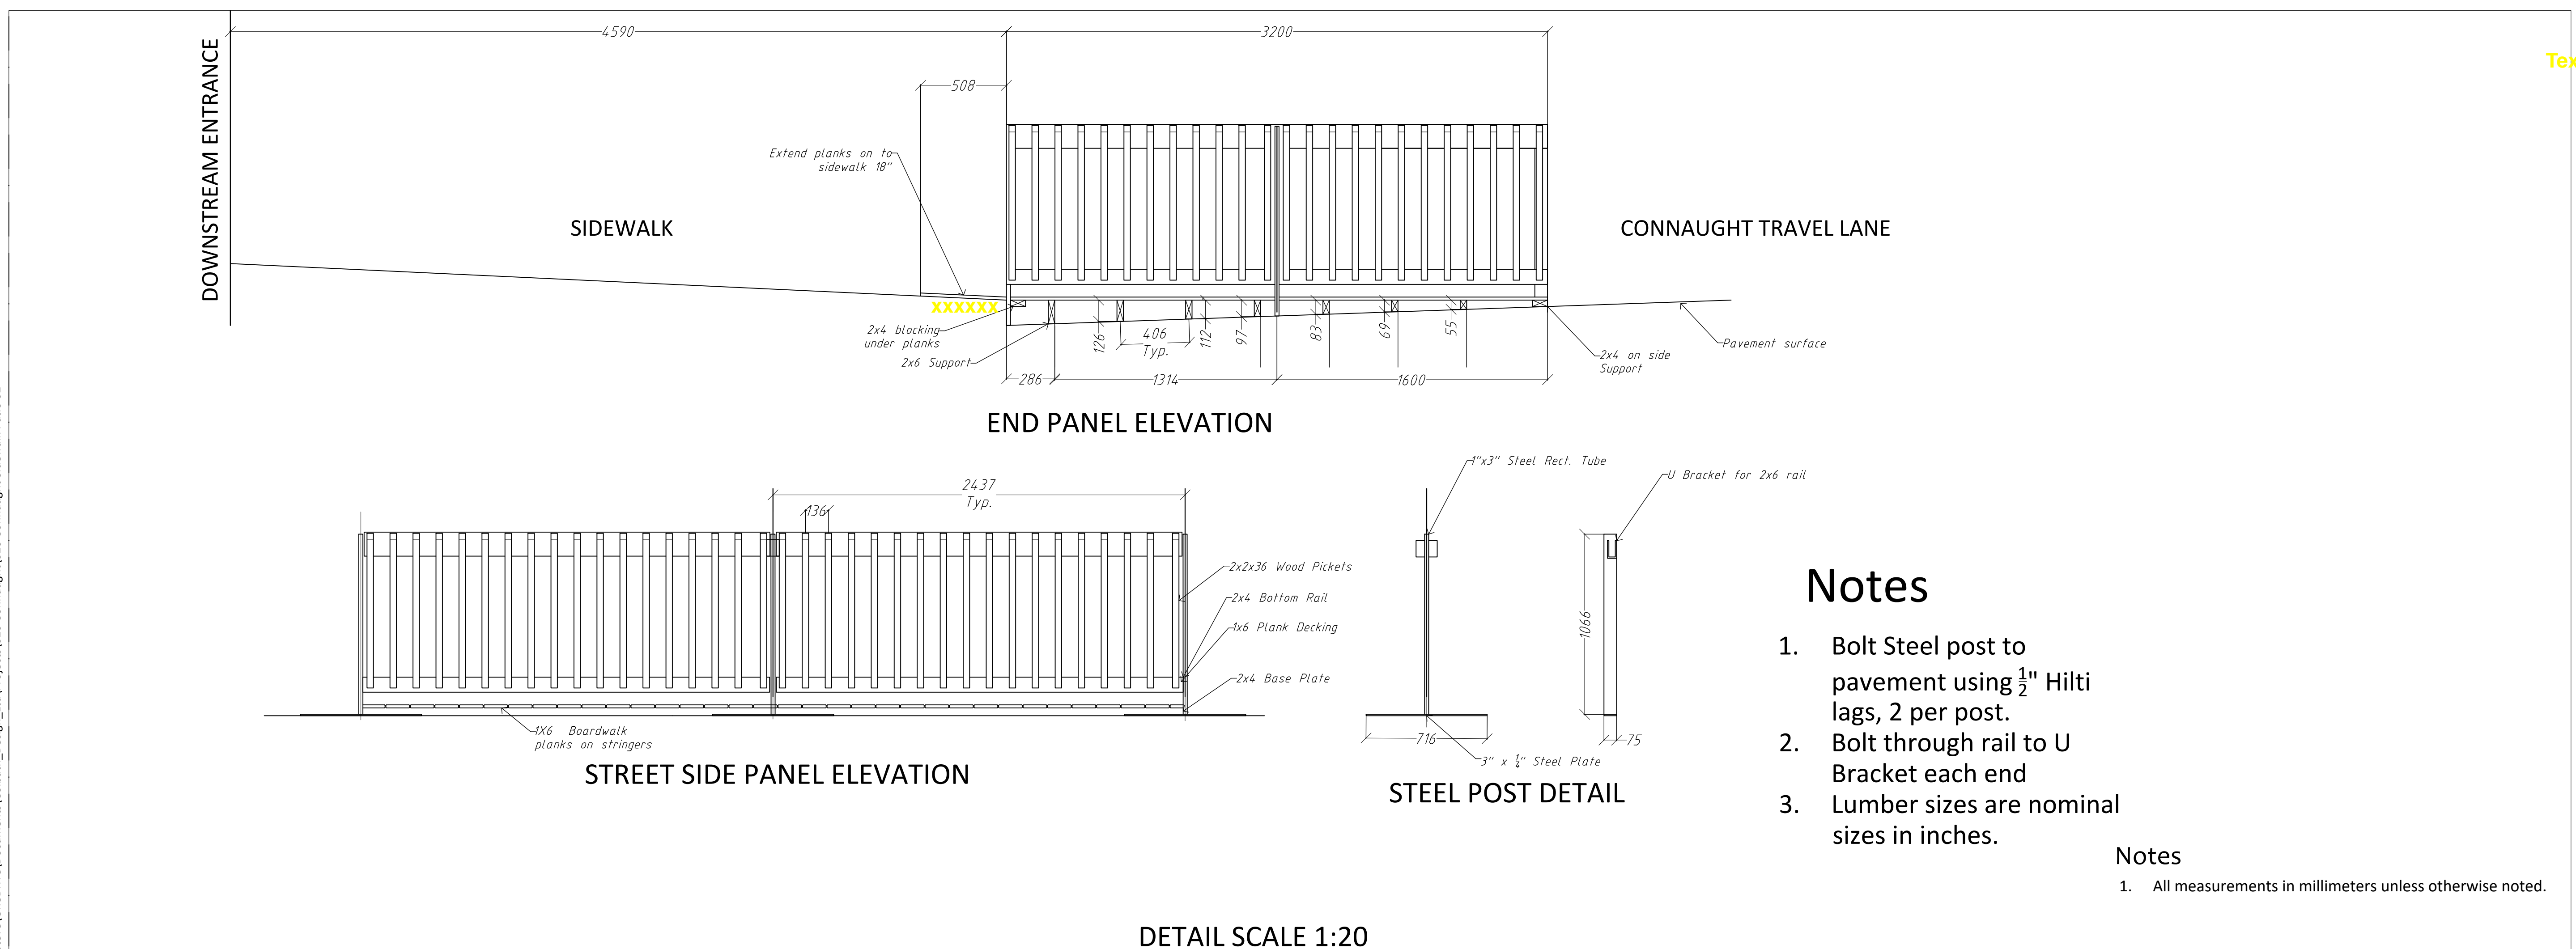 4590
3200
Tex
508
DOWNSTREAM ENTRANCE
Extend planks on to
sidewalk 18"
SIDEWALK
CONNAUGHT TRAVEL LANE
xxxxxx
2x4 blocking
under planks
2x6 Support
126
406
Typ.
112
97
83
69
55
2x4 on side
Support
Pavement surface
286
1314
1600
END PANEL ELEVATION
2437
Typ.
136
2x2x36 Wood Pickets
2x4 Bottom Rail
1x6 Plank Decking
2x4 Base Plate
1X6 Boardwalk
planks on stringers
STREET SIDE PANEL ELEVATION
1"x3" Steel Rect. Tube
U Bracket for 2x6 rail
1066
716
75
3" x 1/4" Steel Plate
STEEL POST DETAIL
Notes
1. Bolt Steel post to
pavement using 1/2" Hilti
lags, 2 per post.
2. Bolt through rail to U
Bracket each end
3. Lumber sizes are nominal
sizes in inches.
Notes
1. All measurements in millimeters unless otherwise noted.
DETAIL SCALE 1:20